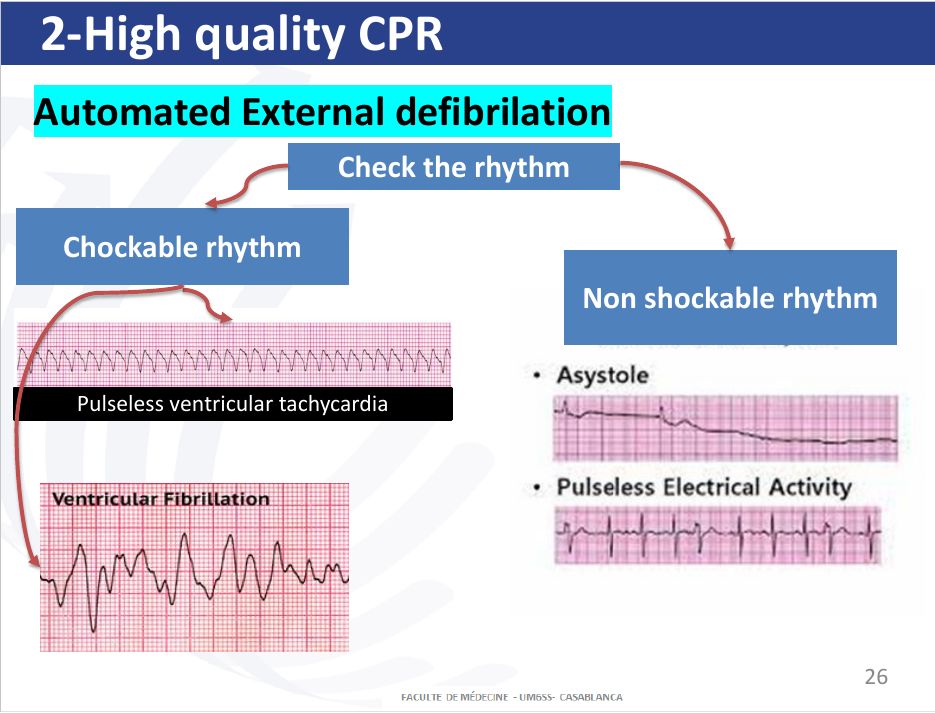 2-High quality CPR
Automated External defibrilation
Check the rhythm
Chockable rhythm
Non shockable rhythm
Pulseless ventricular tachycardia
Ventricular Fibrillation
• Asystole
• Pulseless Electrical Activity
26
FACULTE DE MÉDECINE - UM6SS- CASABLANCA